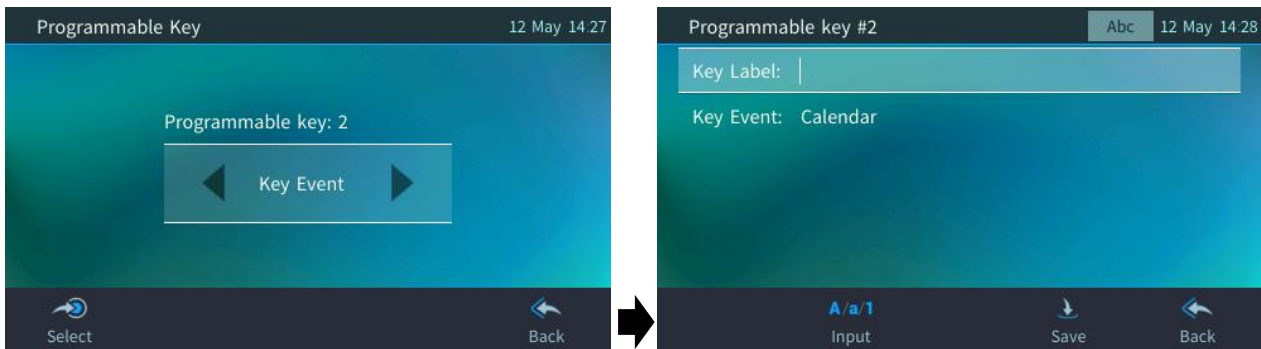 Programmable Key 12 May 14:27
Programmable key: 2
Key Event
Select Back
Programmable key #2 Abc 12 May 14:28
Key Label:
Key Event: Calendar
A/a/1
Input Save Back